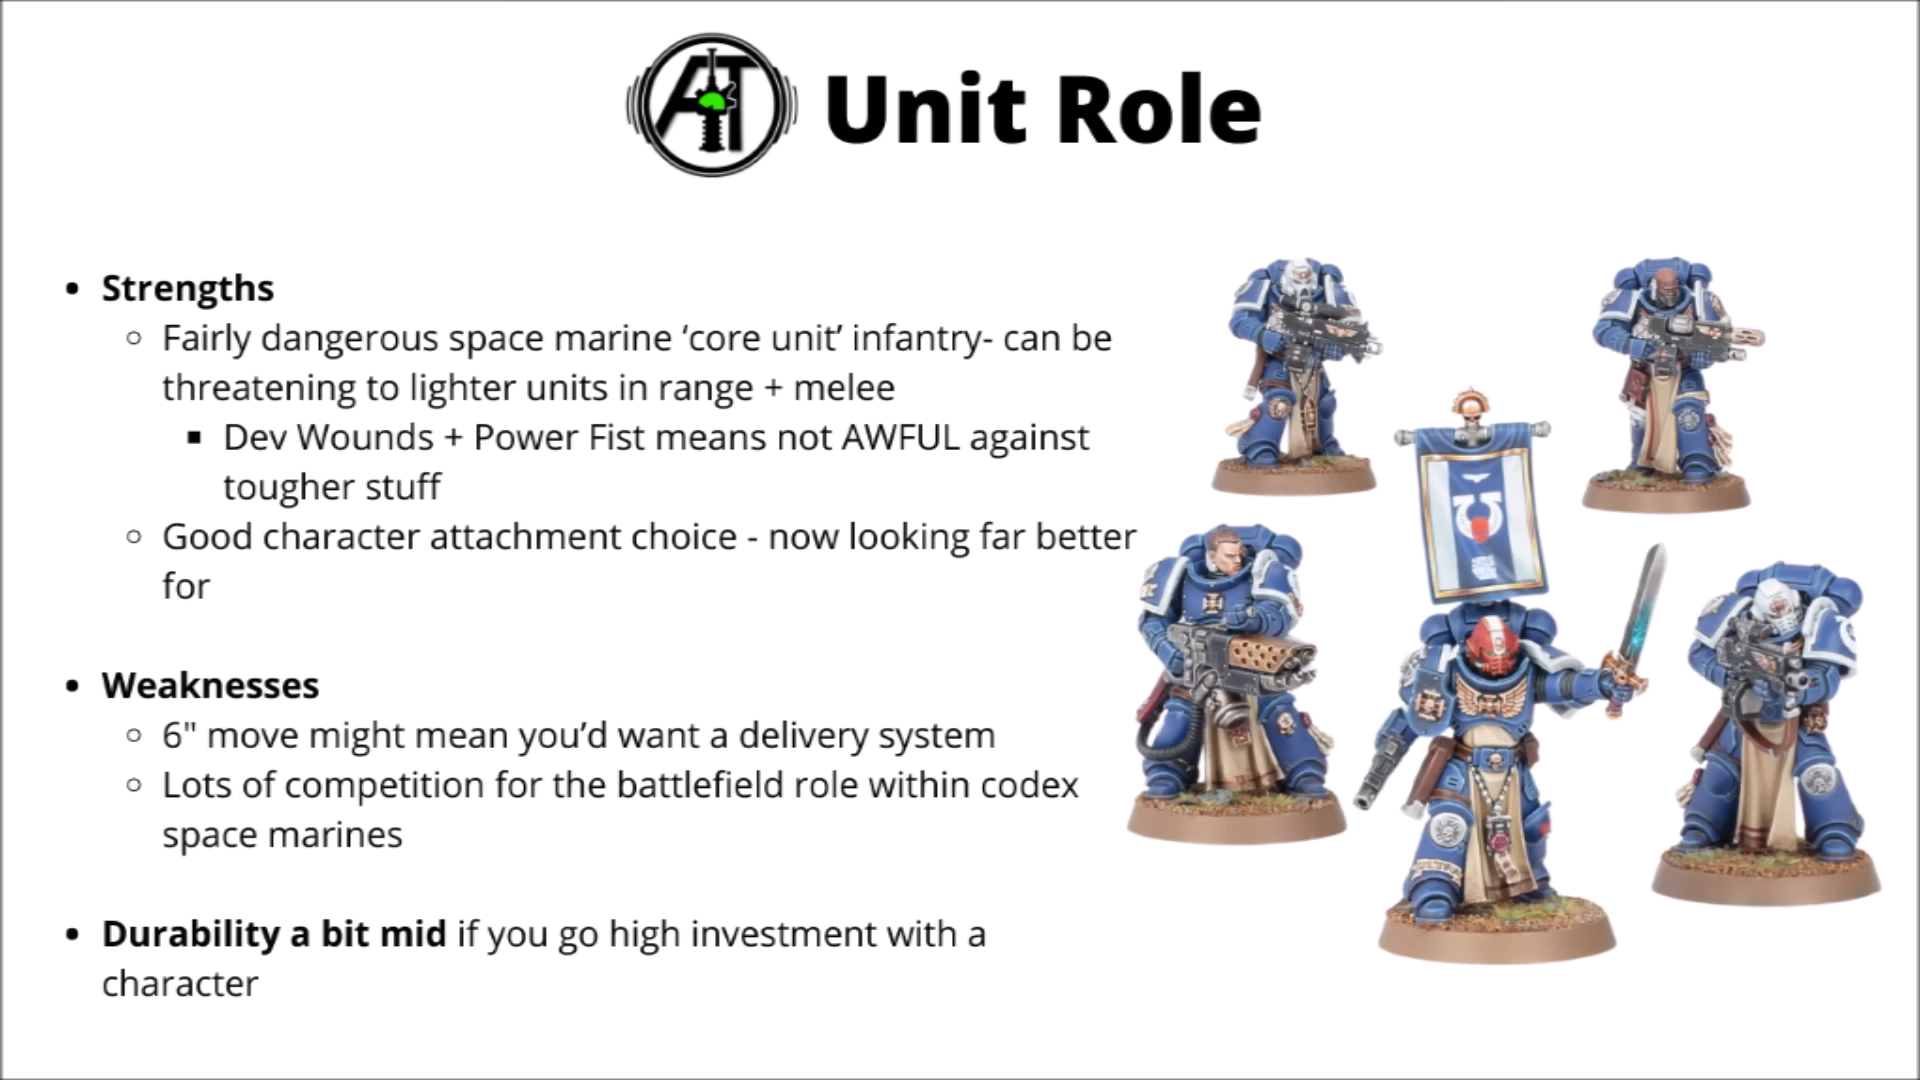 AT
Unit Role
• Strengths
○ Fairly dangerous space marine ‘core unit’ infantry- can be
threatening to lighter units in range + melee
▪ Dev Wounds + Power Fist means not AWFUL against
tougher stuff
○ Good character attachment choice - now looking far better
for
• Weaknesses
○ 6" move might mean you’d want a delivery system
○ Lots of competition for the battlefield role within codex
space marines
• Durability a bit mid if you go high investment with a
character